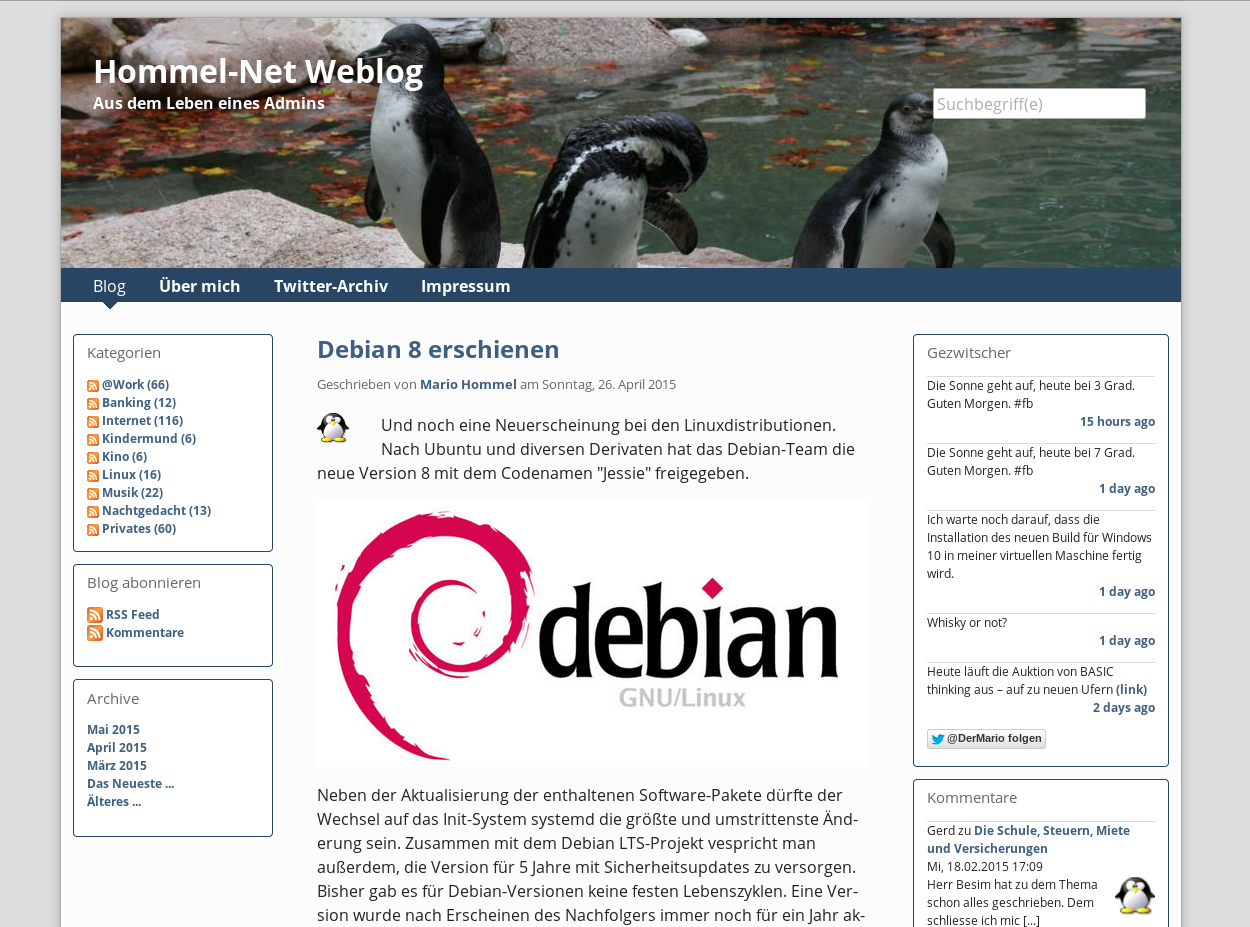 Hommel-Net Weblog
Aus dem Leben eines Admins
Suchbegriff(e)
Blog
Über mich
Twitter-Archiv
Impressum
Kategorien
@Work (66)
Banking (12)
Internet (116)
Kindermund (6)
Kino (6)
Linux (16)
Musik (22)
Nachtgedacht (13)
Privates (60)
Blog abonnieren
RSS Feed
Kommentare
Archive
Mai 2015
April 2015
März 2015
Das Neueste ...
Älteres ...
Debian 8 erschienen
Geschrieben von Mario Hommel am Sonntag, 26. April 2015
Und noch eine Neuerscheinung bei den Linuxdistributionen.
Nach Ubuntu und diversen Derivaten hat das Debian-Team die
neue Version 8 mit dem Codenamen "Jessie" freigegeben.
debian
GNU/Linux
Neben der Aktualisierung der enthaltenen Software-Pakete dürfte der
Wechsel auf das Init-System systemd die größte und umstrittenste Änd-
erung sein. Zusammen mit dem Debian LTS-Projekt vespricht man
außerdem, die Version für 5 Jahre mit Sicherheitsupdates zu versorgen.
Bisher gab es für Debian-Versionen keine festen Lebenszyklen. Eine Ver-
sion wurde nach Erscheinen des Nachfolgers immer noch für ein Jahr ak-
Gezwitscher
Die Sonne geht auf, heute bei 3 Grad.
Guten Morgen. #fb
15 hours ago
Die Sonne geht auf, heute bei 7 Grad.
Guten Morgen. #fb
1 day ago
Ich warte noch darauf, dass die
Installation des neuen Build für Windows
10 in meiner virtuellen Maschine fertig
wird.
1 day ago
Whisky or not?
1 day ago
Heute läuft die Auktion von BASIC
thinking aus – auf zu neuen Ufern (link)
2 days ago
@DerMario folgen
Kommentare
Gerd zu Die Schule, Steuern, Miete
und Versicherungen
Mi, 18.02.2015 17:09
Herr Besim hat zu dem Thema
schon alles geschrieben. Dem
schliesse ich mic [...]